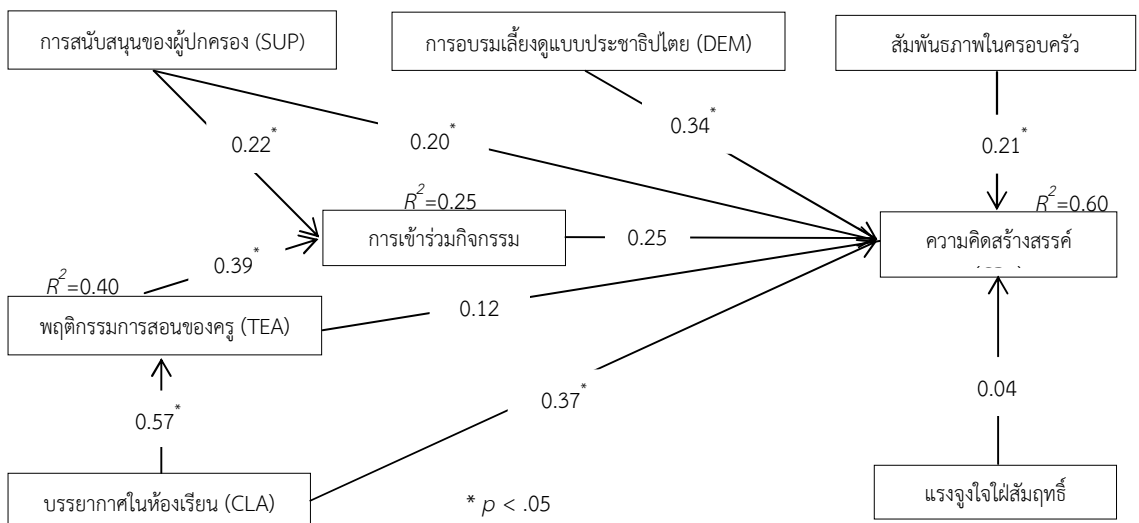 การสนับสนุนของผู้ปกครอง (SUP)
การอบรมเลี้ยงดูแบบประชาธิปไตย (DEM)
สัมพันธภาพในครอบครัว
0.22*
0.20*
0.34*
0.21*
R²=0.25
R²=0.60
การเข้าร่วมกิจกรรม
0.25
ความคิดสร้างสรรค์
0.39*
R²=0.40
พฤติกรรมการสอนของครู (TEA)
0.12
0.57*
0.37*
0.04
บรรยากาศในห้องเรียน (CLA)
* p < .05
แรงจูงใจใฝ่สัมฤทธิ์